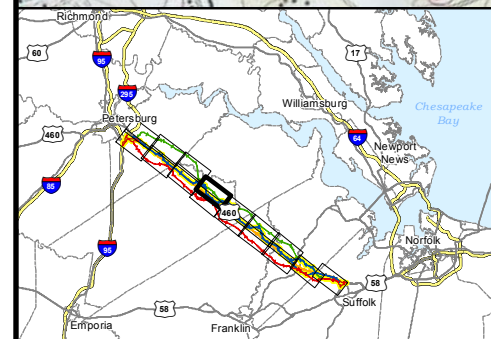 Richmond
60
95
17
295
Williamsburg
Chesapeake
Bay
Petersburg
460
64
Newport
News
85
460
95
Norfolk
58
Suffolk
58
Emporia
Franklin